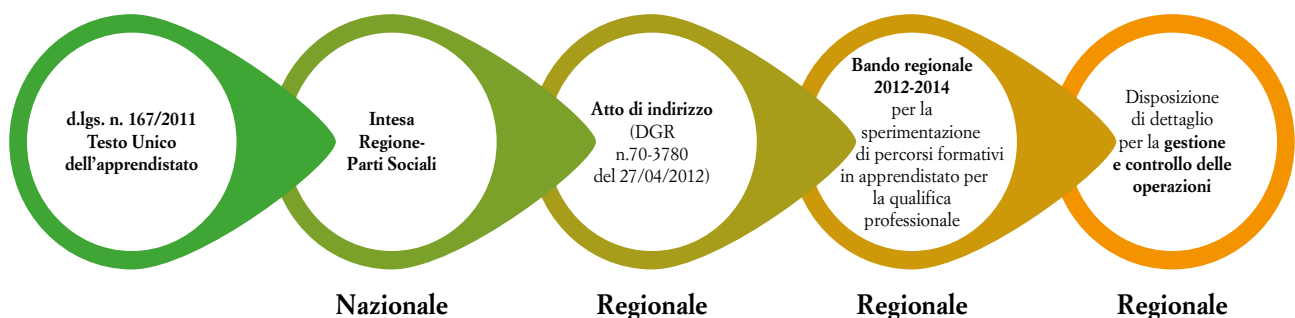 d.lgs. n. 167/2011
Testo Unico
dell’apprendistato
Intesa
Regione-
Parti Sociali
Atto di indirizzo
(DGR
n.70-3780
del 27/04/2012)
Bando regionale
2012-2014
per la
sperimentazione
di percorsi formativi
in apprendistato per
la qualifica
professionale
Disposizione
di dettaglio
per la gestione
e controllo delle
operazioni
Nazionale
Regionale
Regionale
Regionale